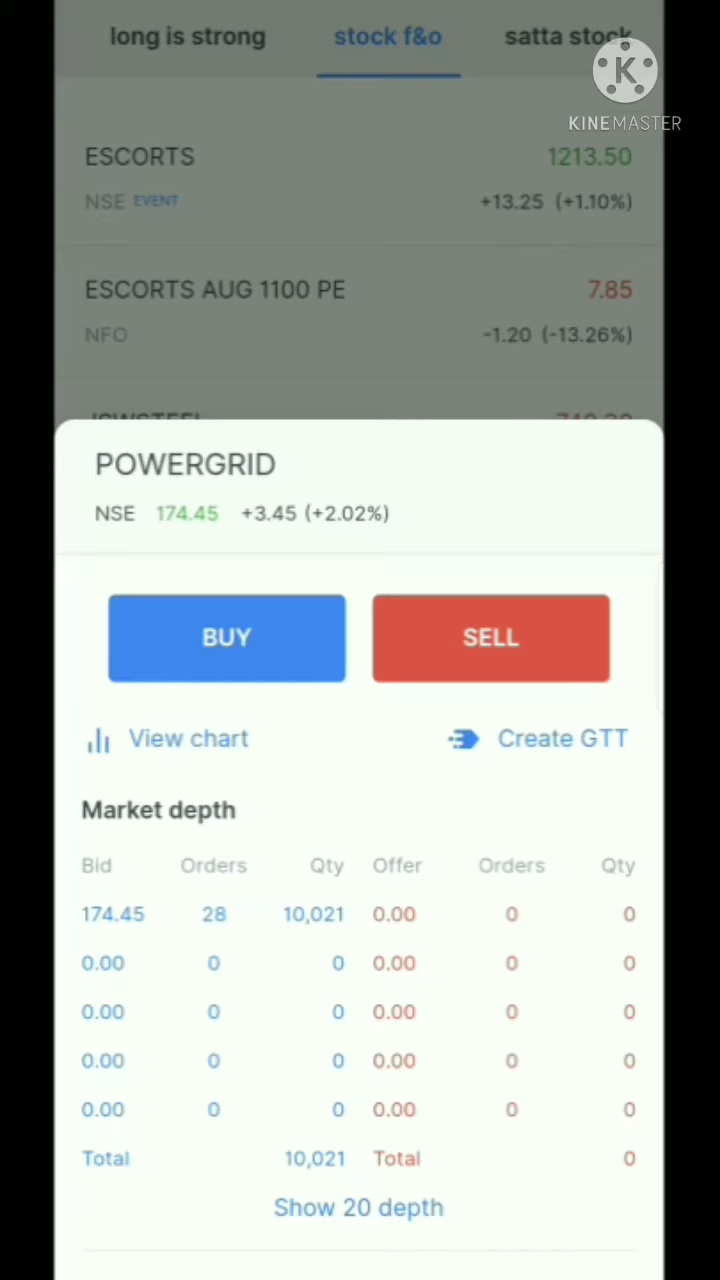 long is strong stock f&o satta stock
K
KINEMASTER
ESCORTS 1213.50
NSE EVENT +13.25 (+1.10%)
ESCORTS AUG 1100 PE 7.85
NFO -1.20 (-13.26%)
POWERGRID
NSE 174.45 +3.45 (+2.02%)
BUY SELL
View chart Create GTT
Market depth
Bid Orders Qty Offer Orders Qty
174.45 28 10,021 0.00 0 0
0.00 0 0 0.00 0 0
0.00 0 0 0.00 0 0
0.00 0 0 0.00 0 0
0.00 0 0 0.00 0 0
Total 10,021 Total 0
Show 20 depth